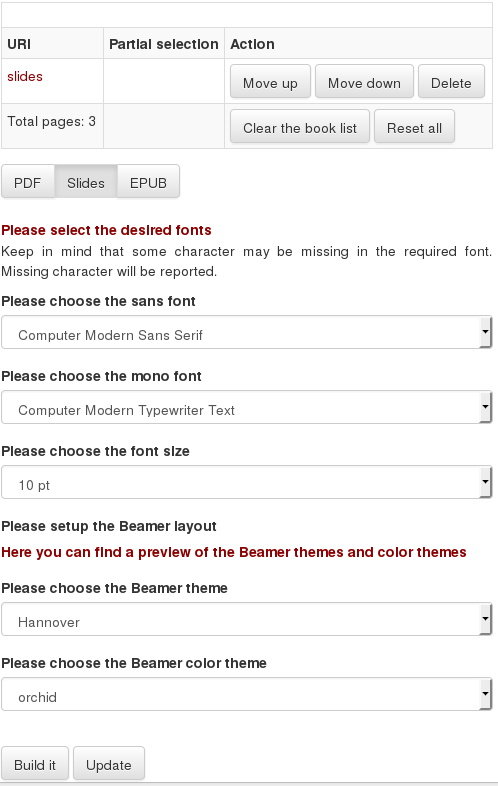 URI Partial selection Action
slides Move up Move down Delete
Total pages: 3 Clear the book list Reset all
PDF Slides EPUB
Please select the desired fonts
Keep in mind that some character may be missing in the required font.
Missing character will be reported.
Please choose the sans font
Computer Modern Sans Serif
Please choose the mono font
Computer Modern Typewriter Text
Please choose the font size
10 pt
Please setup the Beamer layout
Here you can find a preview of the Beamer themes and color themes
Please choose the Beamer theme
Hannover
Please choose the Beamer color theme
orchid
Build it Update